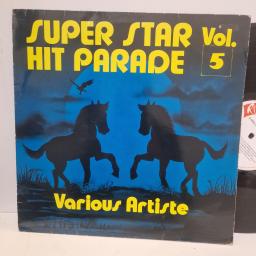 SUPER STAR Vol.
HIT PARADE 5
Various Artiste